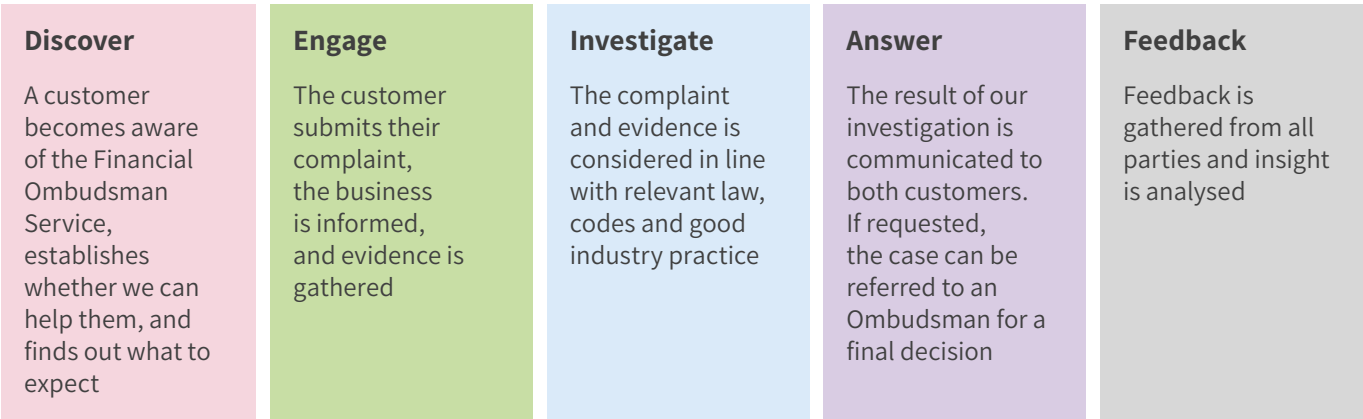 Discover
A customer
becomes aware
of the Financial
Ombudsman
Service,
establishes
whether we can
help them, and
finds out what to
expect
Engage
The customer
submits their
complaint,
the business
is informed,
and evidence is
gathered
Investigate
The complaint
and evidence is
considered in line
with relevant law,
codes and good
industry practice
Answer
The result of our
investigation is
communicated to
both customers.
If requested,
the case can be
referred to an
Ombudsman for a
final decision
Feedback
Feedback is
gathered from all
parties and insight
is analysed